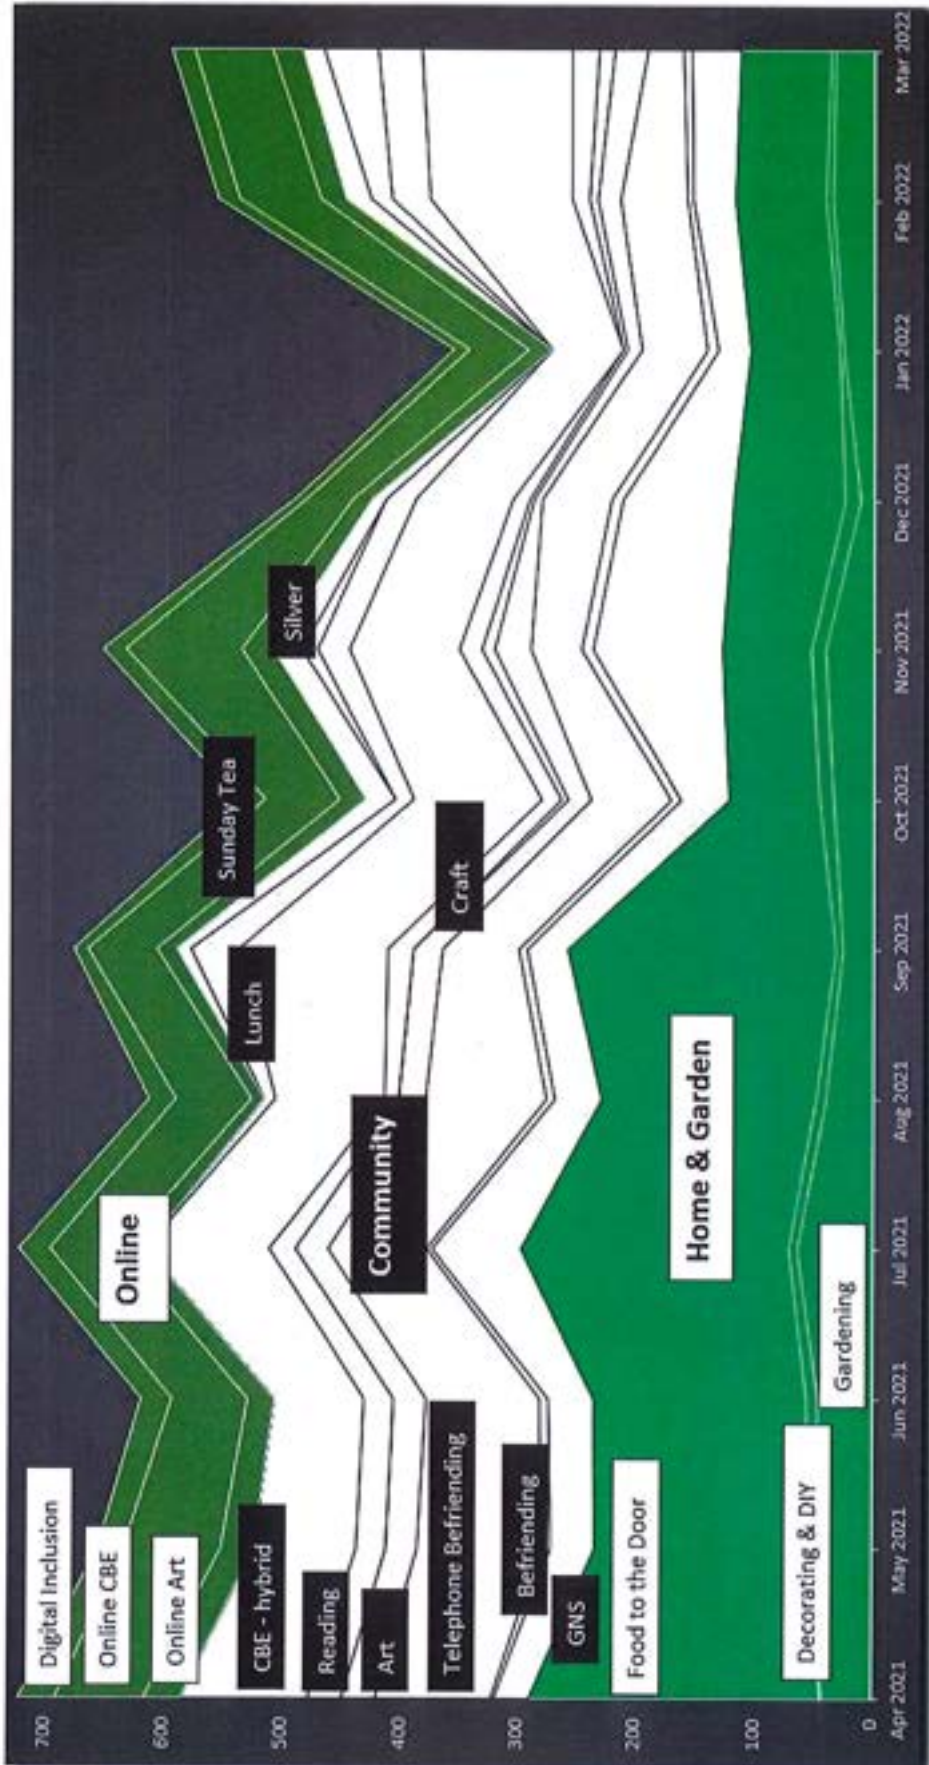 Digital Inclusion
Online CBE
Online Art
CBE - hybrid
Reading
Art
Telephone Befriending
Befriending
GNS
Food to the Door
Decorating & DIY
Gardening
Online
Community
Home & Garden
Lunch
Sunday Tea
Craft
Silver
700
600
500
400
300
200
100
0
Apr 2021
May 2021
Jun 2021
Jul 2021
Aug 2021
Sep 2021
Oct 2021
Nov 2021
Dec 2021
Jan 2022
Feb 2022
Mar 2022